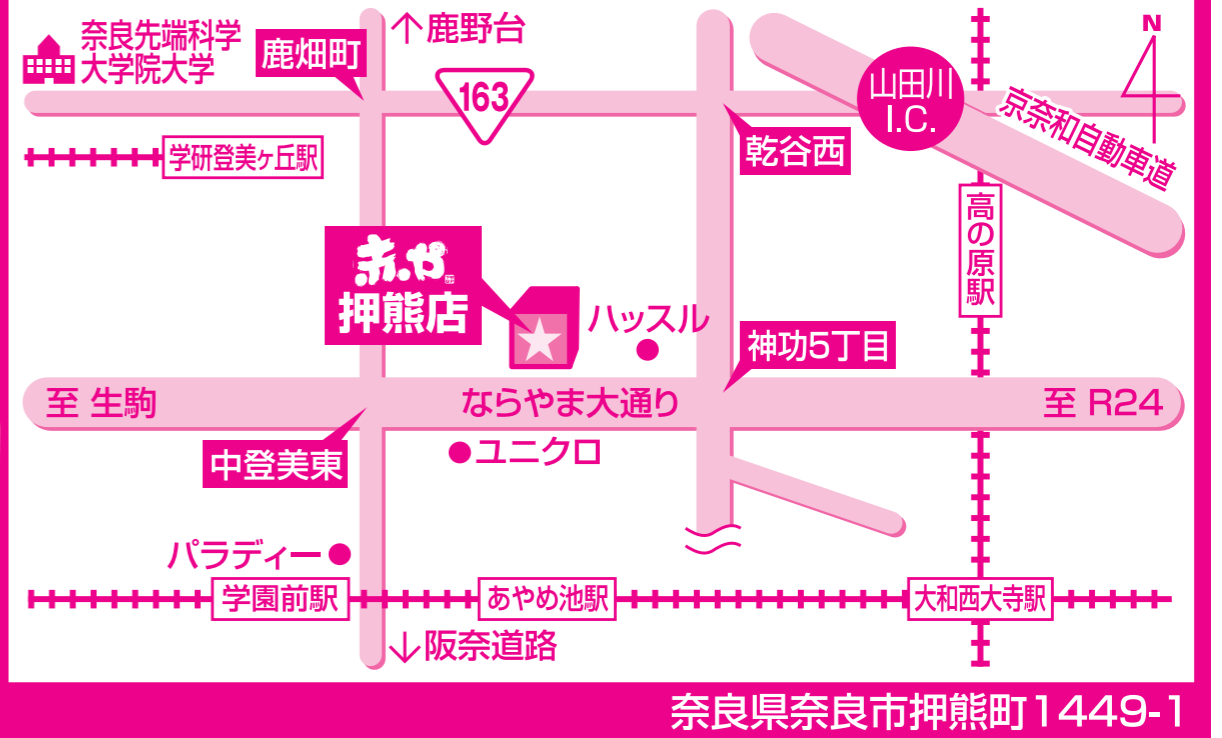 奈良先端科学
大学院大学
鹿畑町
↑鹿野台
163
山田川
I.C.
N
京奈和自動車道
学研登美ヶ丘駅
乾谷西
高の原駅
赤や
押熊店
ハッスル
神功5丁目
至 生駒
ならやま大通り
至 R24
中登美東
ユニクロ
パラディー
学園前駅
あやめ池駅
大和西大寺駅
↓阪奈道路
奈良県奈良市押熊町1449-1